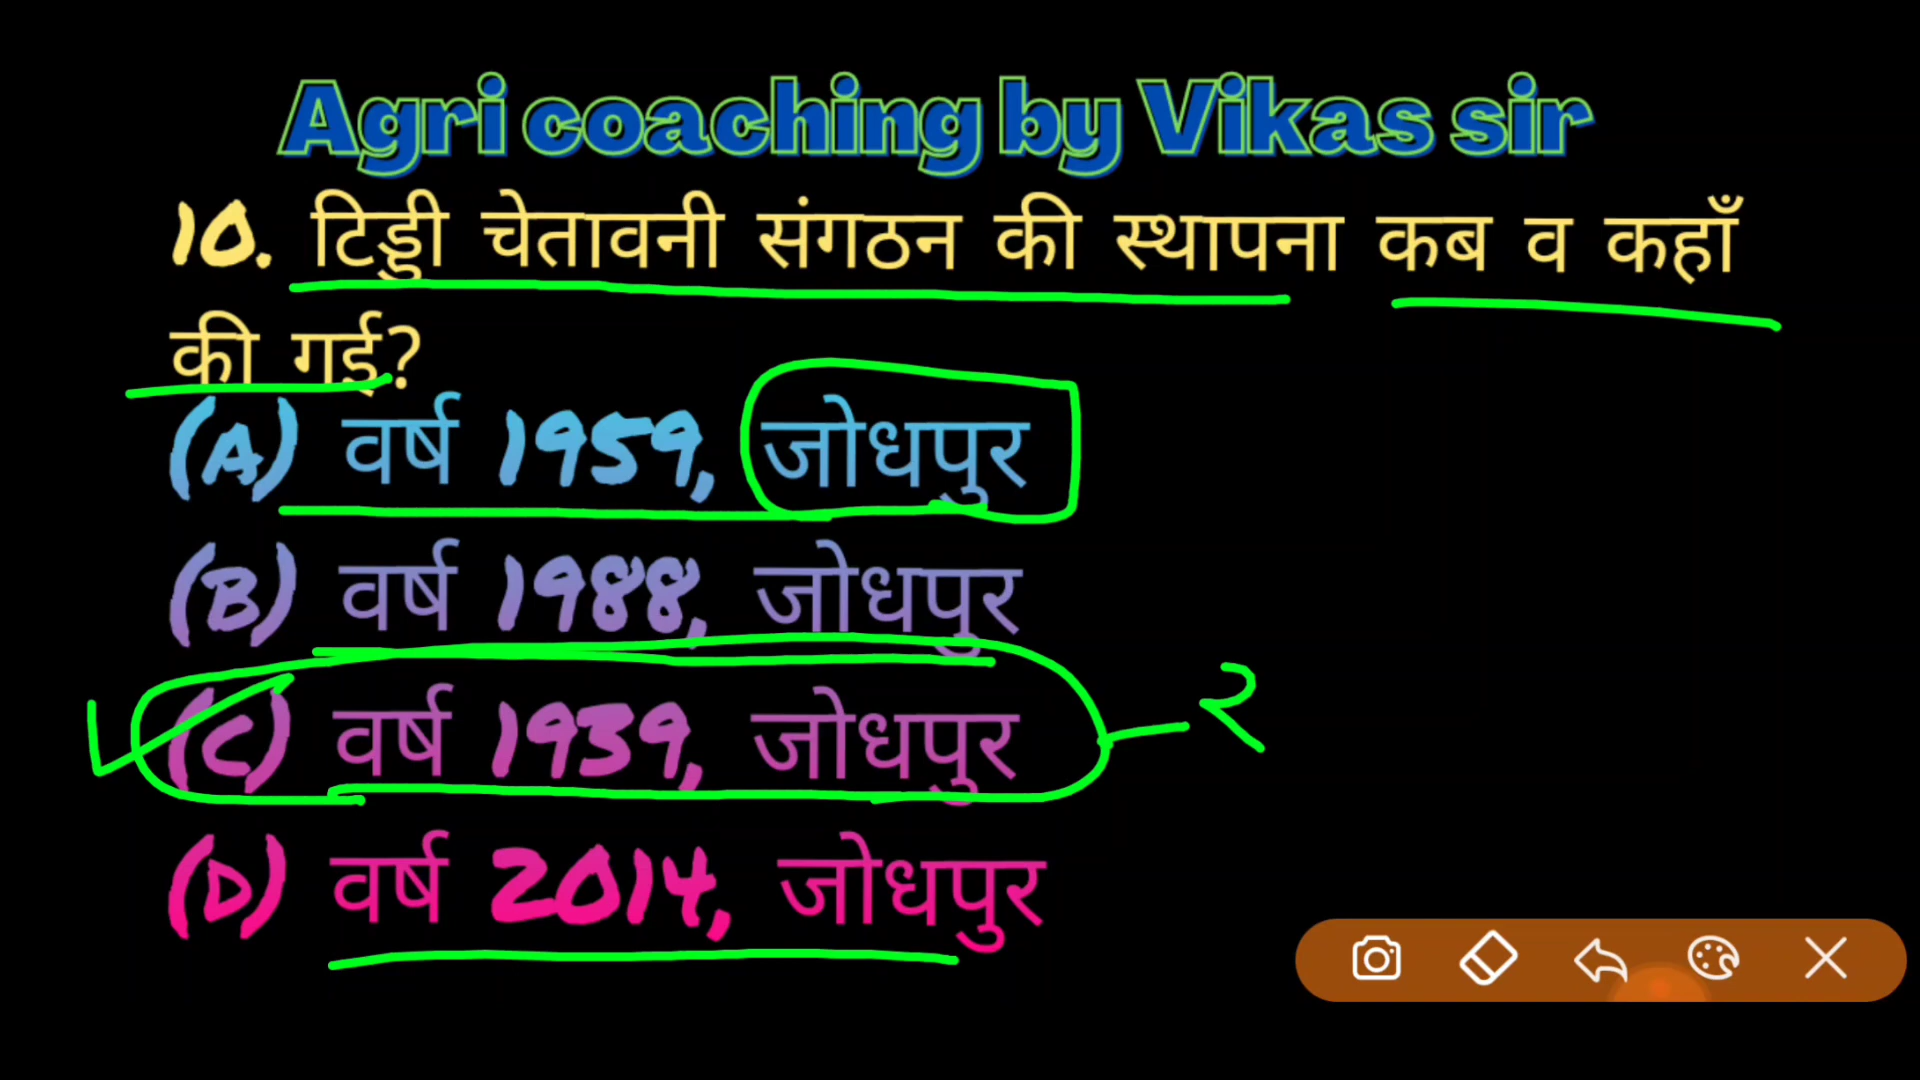 Agri coaching by Vikas sir
10. टिड्डी चेतावनी संगठन की स्थापना कब व कहाँ
की गई?
(A) वर्ष 1959, जोधपुर
(B) वर्ष 1988, जोधपुर
(C) वर्ष 1939, जोधपुर
(D) वर्ष 2014, जोधपुर